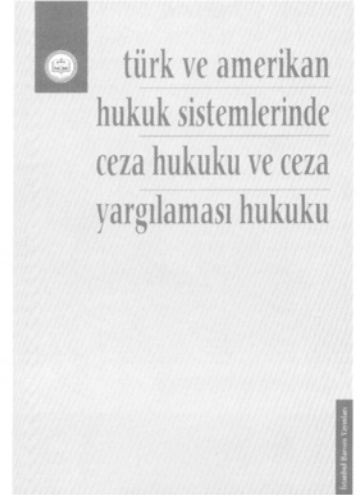 türk ve amerikan
hukuk sistemlerinde
ceza hukuku ve ceza
yargılaması hukuku
İstanbul Barosu Yayınları